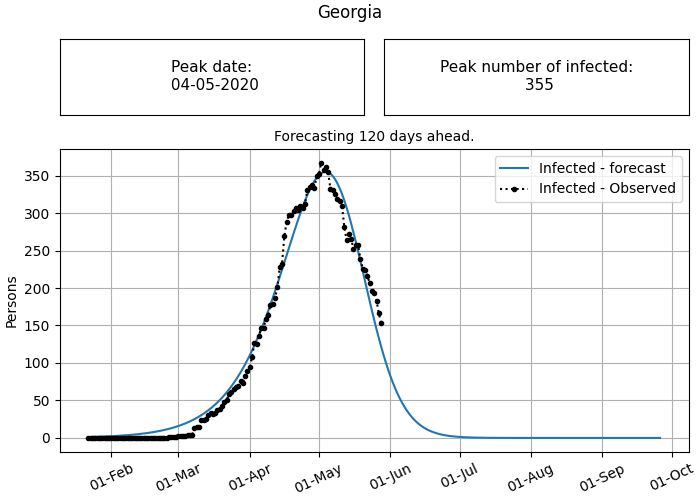 Georgia
Peak date:
04-05-2020
Peak number of infected:
355
Forecasting 120 days ahead.
Infected - forecast
Infected - Observed
Persons
350
300
250
200
150
100
50
0
01-Feb
01-Mar
01-Apr
01-May
01-Jun
01-Jul
01-Aug
01-Sep
01-Oct